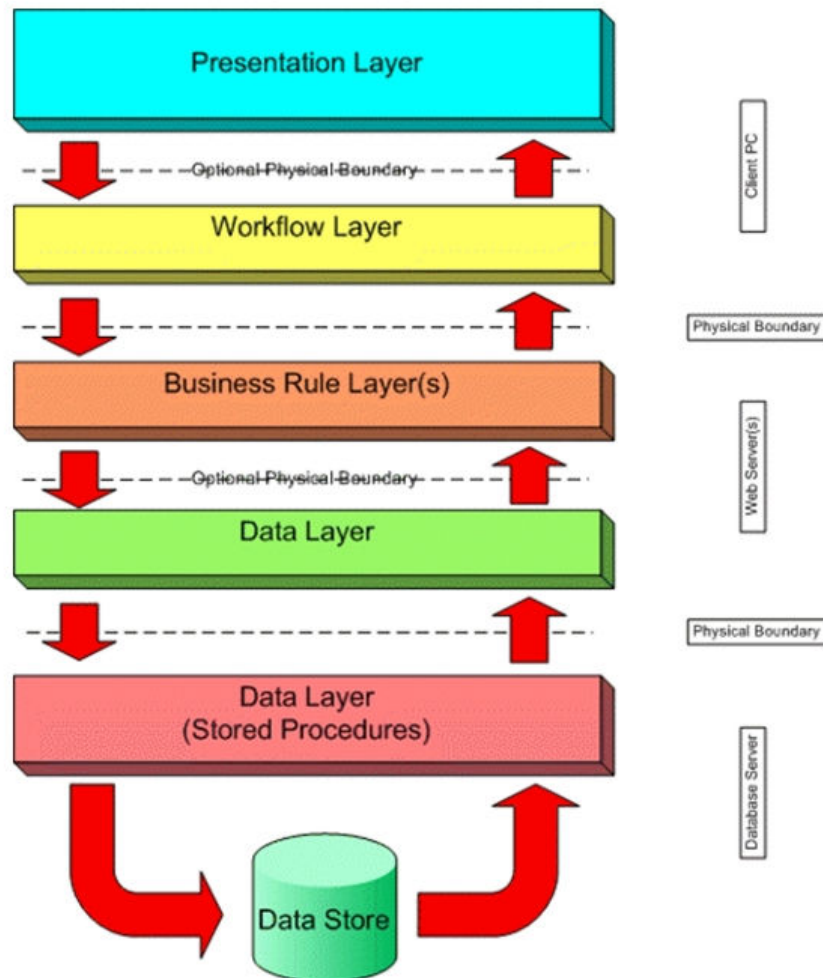 Presentation Layer
Optional Physical Boundary
Client PC
Workflow Layer
Physical Boundary
Business Rule Layer(s)
Optional Physical Boundary
Web Server(s)
Data Layer
Physical Boundary
Data Layer
(Stored Procedures)
Database Server
Data Store